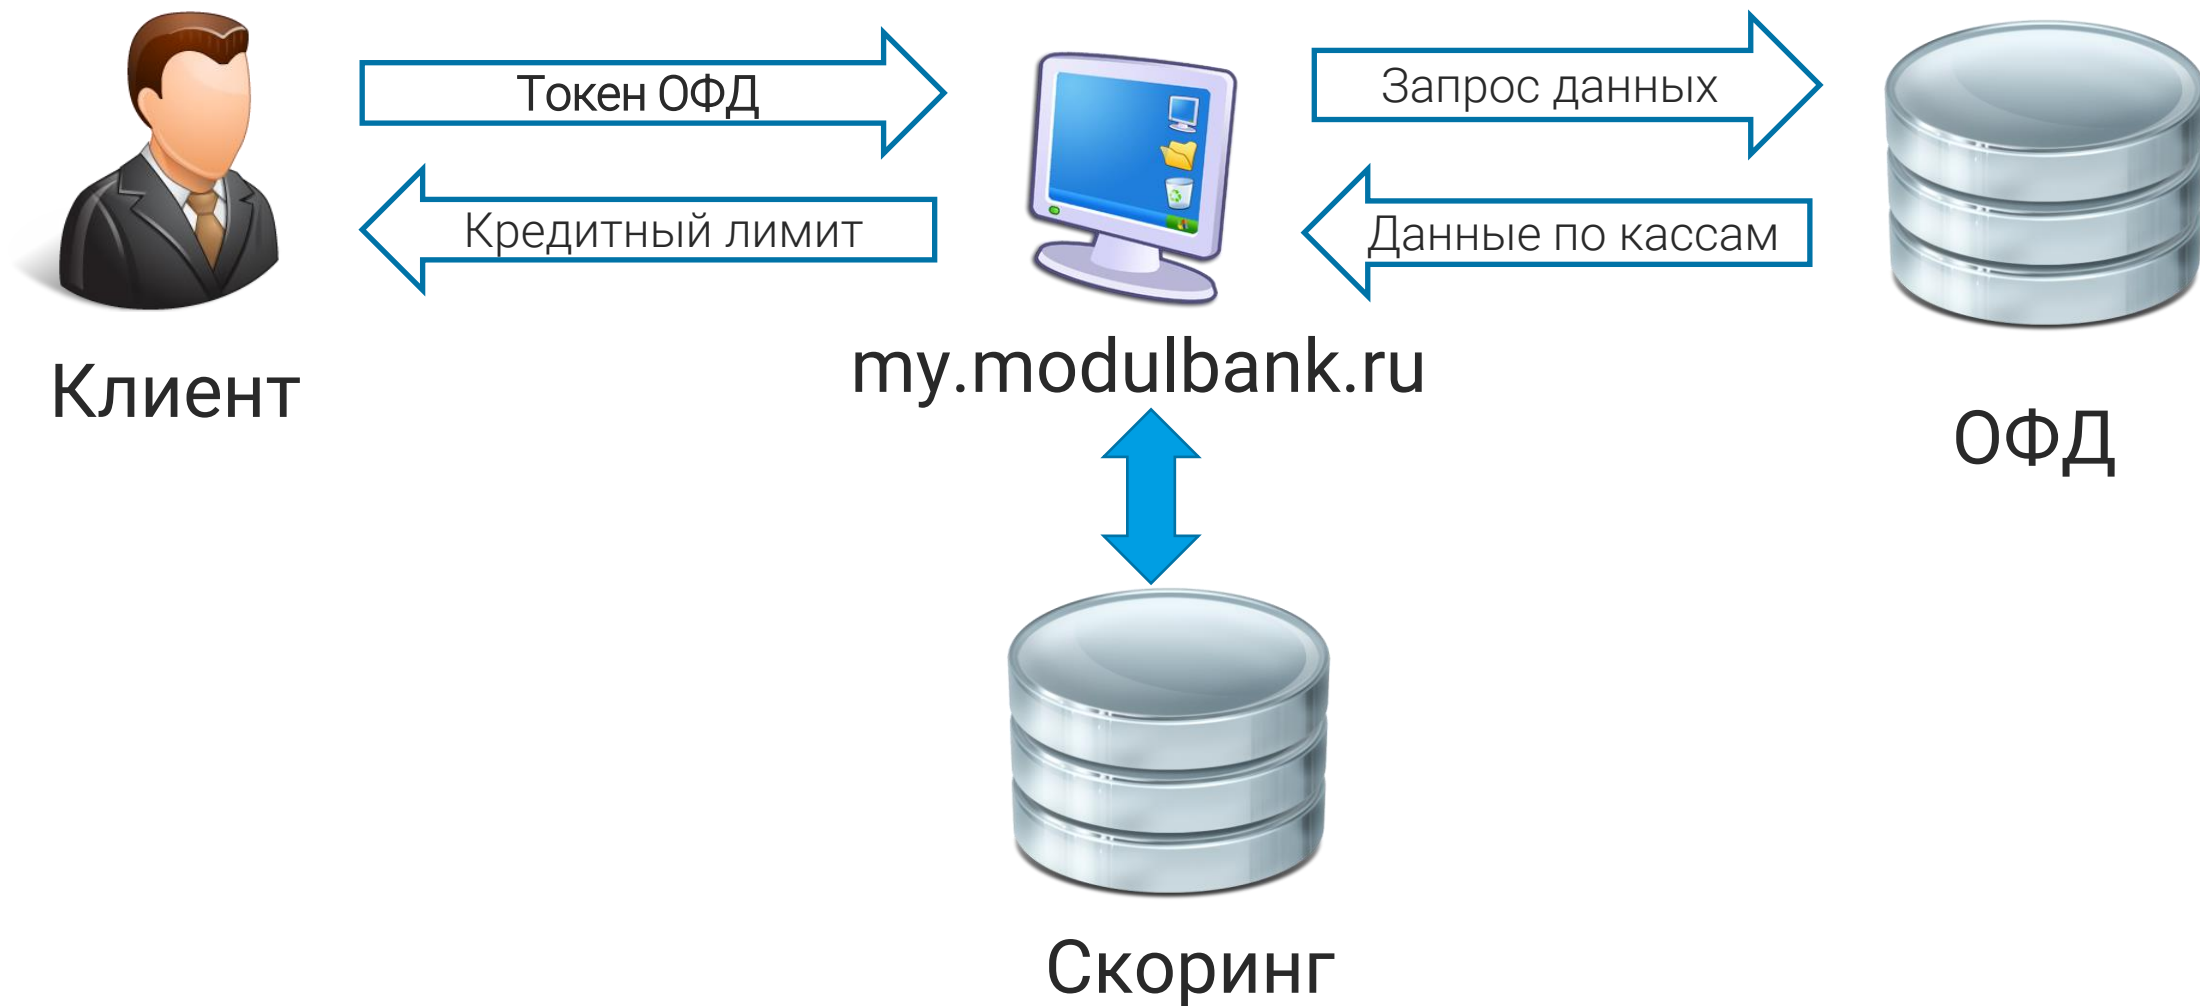 Токен ОФД
Запрос данных
Кредитный лимит
Данные по кассам
Клиент
my.modulbank.ru
ОФД
Скоринг